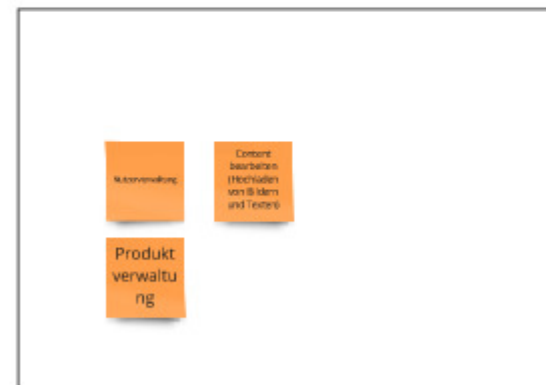 Nutzerverwaltung
Content
bearbeiten
(Hochladen
von Bildern
und Texten)
Produkt
verwaltu
ng